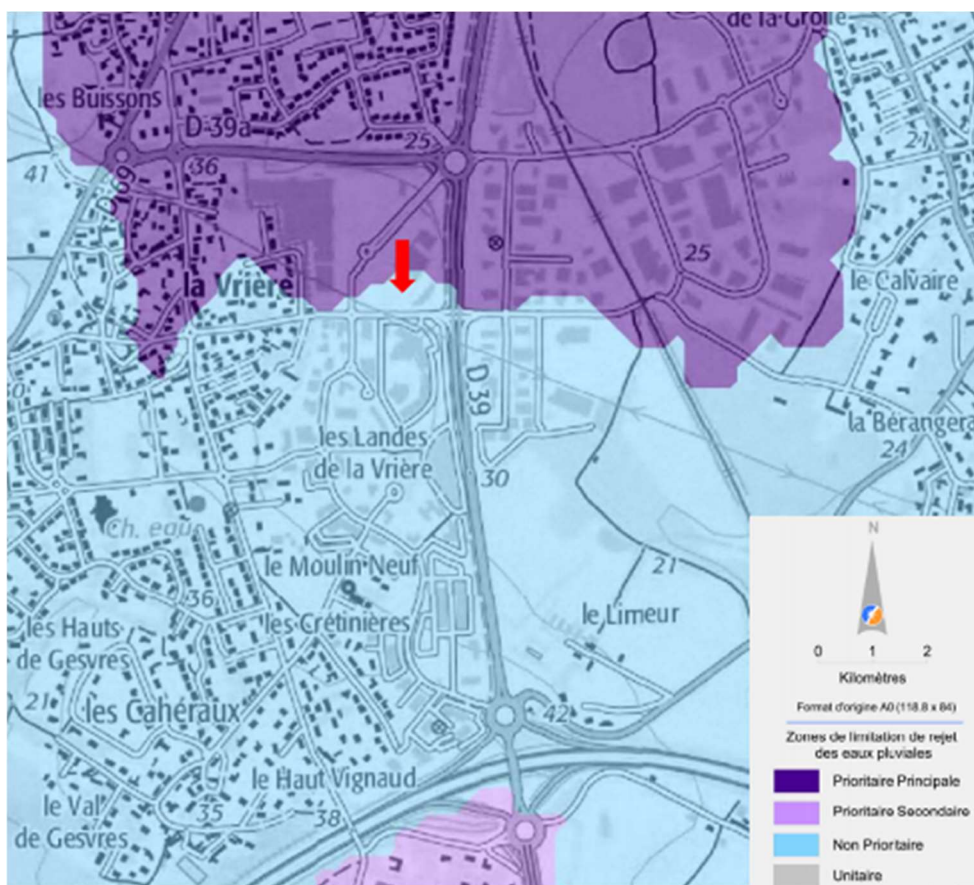 de la Grolle
les Buissons
D 39a
25
21
41
36
D 69
25
la Vrière
le Calvaire
D 39
la Bérangera
les Landes
de la Vrière
30
24
Ch. eau
le Moulin Neuf
21
36
les Crétinières
le Limeur
les Hauts
de Gesvres
21
les Cahéraux
42
le Haut Vignaud
le Val
de Gesvres
35
38
N
0 1 2
Kilomètres
Format d'origine A0 (118.8 x 84)
Zones de limitation de rejet
des eaux pluviales
Prioritaire Principale
Prioritaire Secondaire
Non Prioritaire
Unitaire